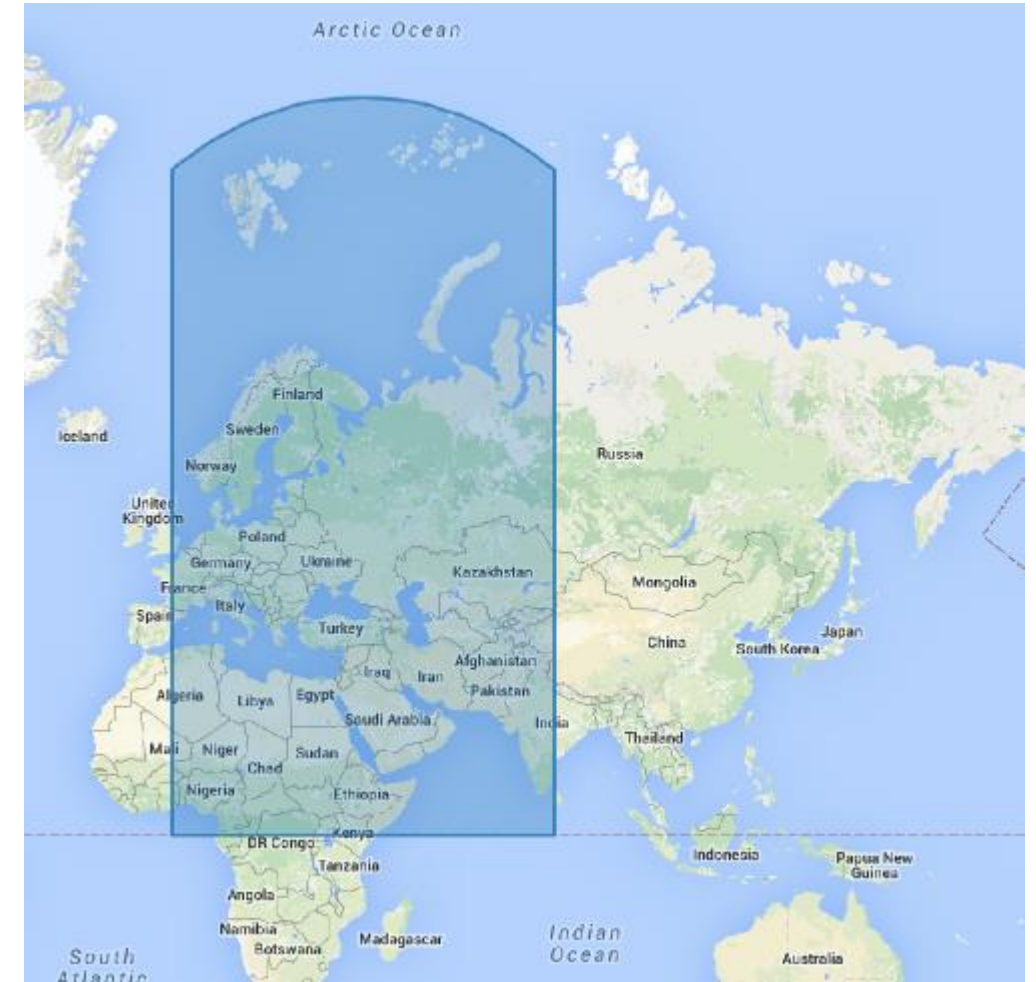 Arctic Ocean
Finland
Iceland
Sweden
Russia
Norway
United
Kingdom
Poland
Germany
Ukraine
Kazakhstan
Mongolia
France
Italy
Spain
Turkey
Japan
China
South Korea
Afghanistan
Iraq
Iran
Pakistan
Algeria
Libya
Egypt
Saudi Arabia
India
Thailand
Mali
Niger
Sudan
Chad
Nigeria
Ethiopia
Kenya
DR Congo
Indonesia
Papua New
Guinea
Tanzania
Angola
Namibia
Botswana
Madagascar
Indian
Ocean
South
Atlantic
Australia